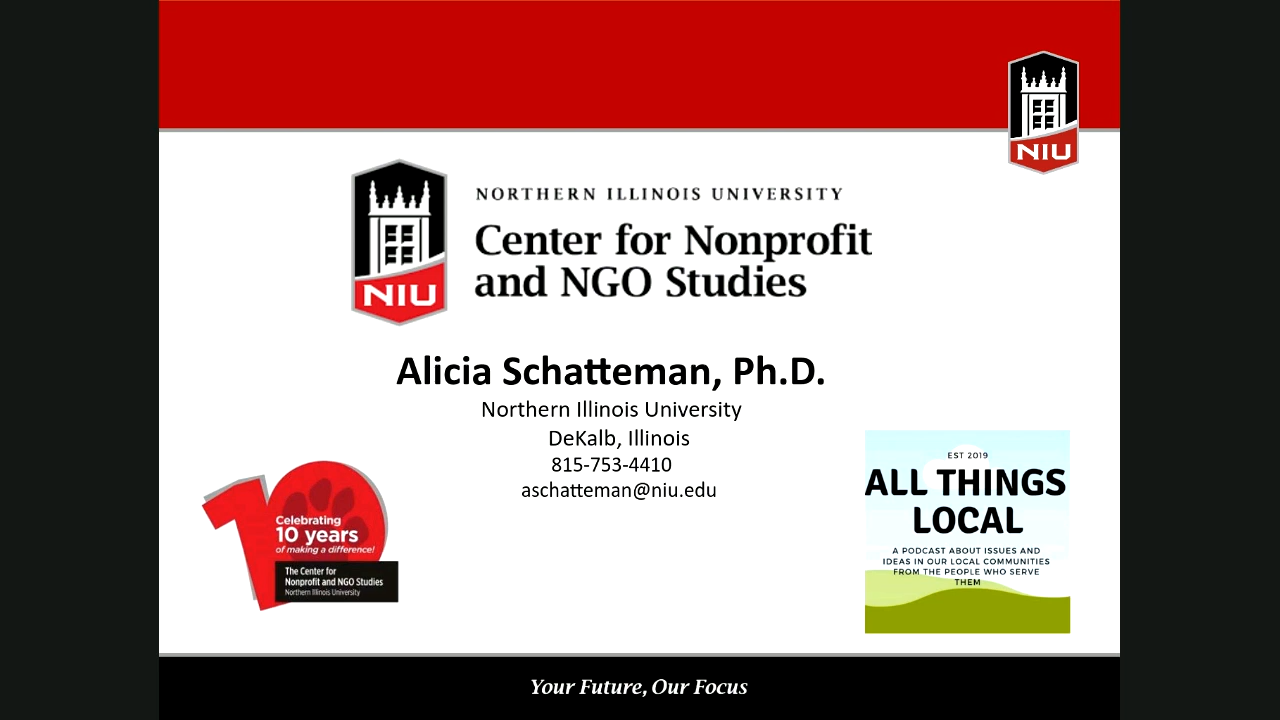 NIU
NORTHERN ILLINOIS UNIVERSITY
Center for Nonprofit
and NGO Studies
NIU
Alicia Schatteman, Ph.D.
Northern Illinois University
DeKalb, Illinois
815-753-4410
aschatteman@niu.edu
10
Celebrating
10 years
of making a difference!
The Center for
Nonprofit and NGO Studies
Northern Illinois University
EST 2019
ALL THINGS
LOCAL
A PODCAST ABOUT ISSUES AND
IDEAS IN OUR LOCAL COMMUNITIES
FROM THE PEOPLE WHO SERVE
THEM
Your Future, Our Focus